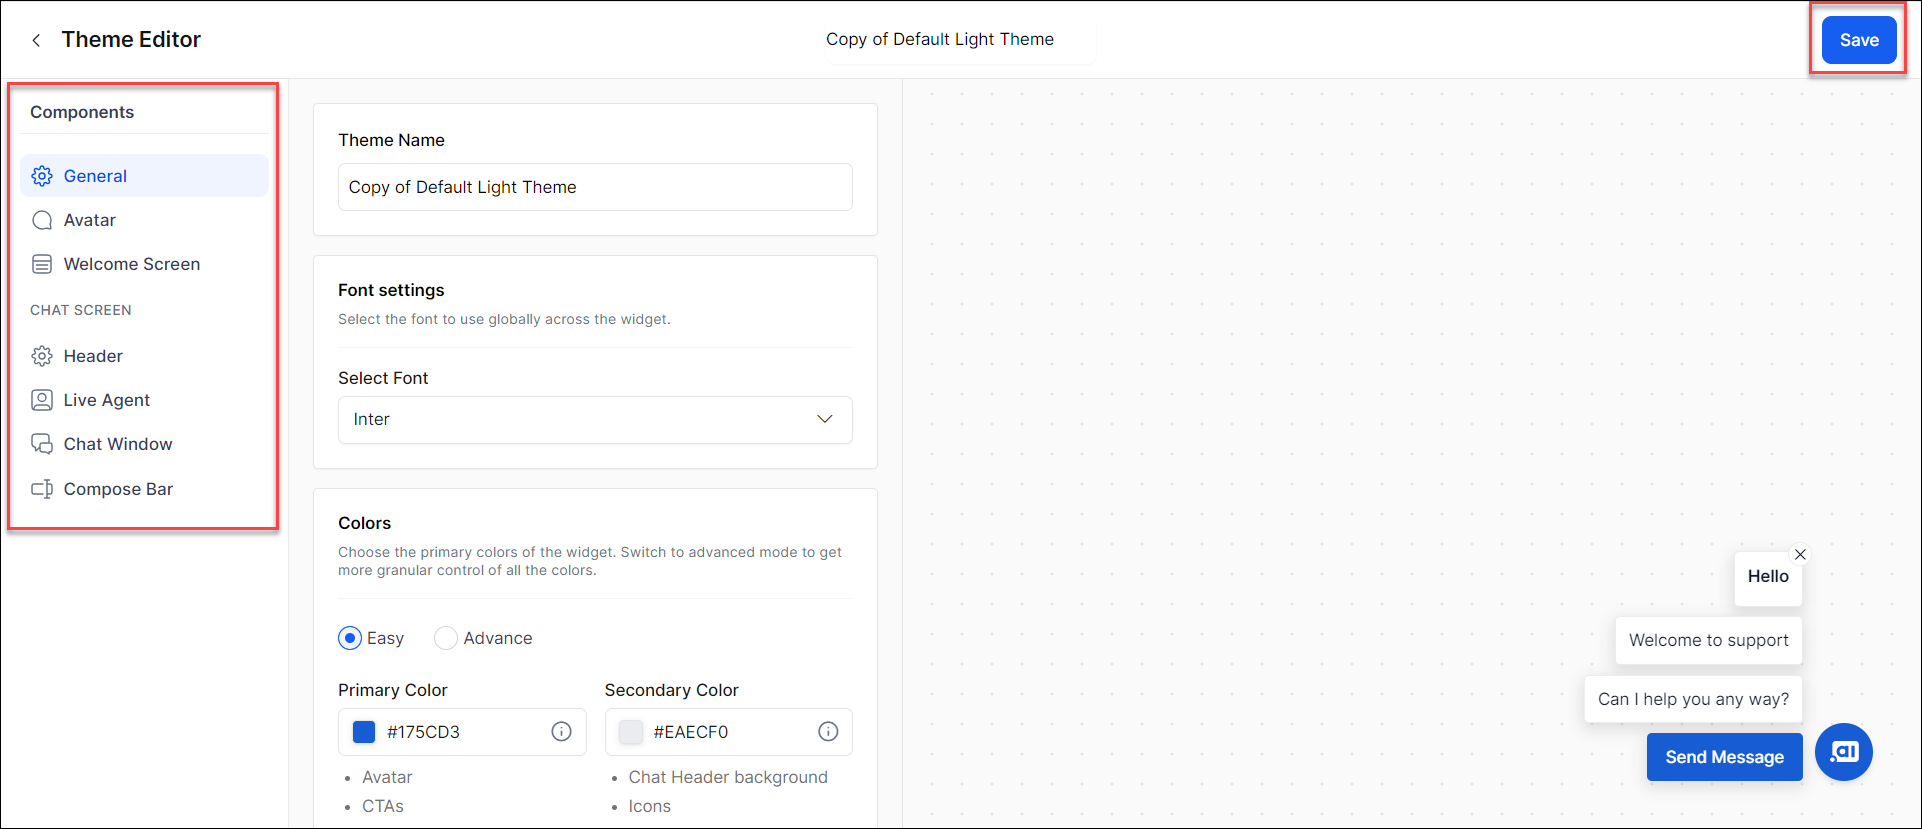 Theme Editor
Copy of Default Light Theme
Save
Components
General
Avatar
Welcome Screen
CHAT SCREEN
Header
Live Agent
Chat Window
Compose Bar
Theme Name
Copy of Default Light Theme
Font settings
Select the font to use globally across the widget.
Select Font
Inter
Colors
Choose the primary colors of the widget. Switch to advanced mode to get
more granular control of all the colors.
Easy
Advance
Primary Color
#175CD3
• Avatar
• CTAs
Secondary Color
#EAECF0
• Chat Header background
• Icons
Hello
Welcome to support
Can I help you any way?
Send Message
.ai